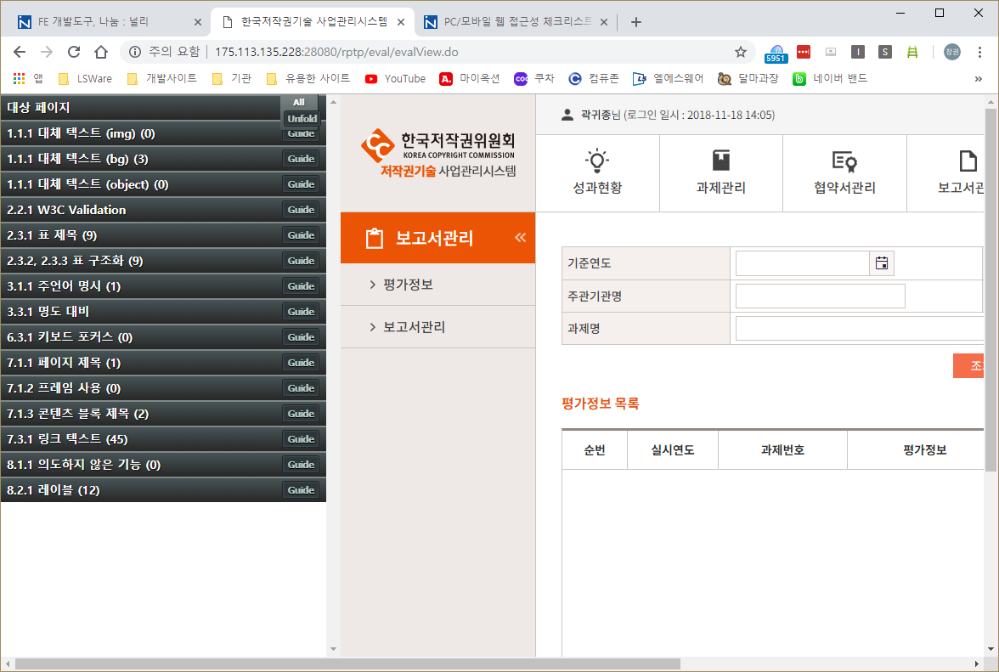 FE 개발도구, 나눔 : 널리
한국저작권기술 사업관리시스템
PC/모바일 웹 접근성 체크리스트
주의 요함 175.113.135.228:28080/rptp/eval/evalView.do
5951
I
S
창권
앱 LSWare 개발사이트 기관 유용한 사이트 YouTube A. 마이옥션 coo 쿠차 컴퓨존 엘에스웨어 달마과장 b 네이버 밴드 »
대상 페이지 All
Unfold
1.1.1 대체 텍스트 (img) (0) Guide
1.1.1 대체 텍스트 (bg) (3) Guide
1.1.1 대체 텍스트 (object) (0) Guide
2.2.1 W3C Validation Guide
2.3.1 표 제목 (9) Guide
2.3.2, 2.3.3 표 구조화 (9) Guide
3.1.1 주언어 명시 (1) Guide
3.3.1 명도 대비 Guide
6.3.1 키보드 포커스 (0) Guide
7.1.1 페이지 제목 (1) Guide
7.1.2 프레임 사용 (0) Guide
7.1.3 콘텐츠 블록 제목 (2) Guide
7.3.1 링크 텍스트 (45) Guide
8.1.1 의도하지 않은 기능 (0) Guide
8.2.1 레이블 (12) Guide
한국저작권위원회
KOREA COPYRIGHT COMMISSION
저작권기술 사업관리시스템
보고서관리 «
> 평가정보
> 보고서관리
곽귀종님 (로그인 일시 : 2018-11-18 14:05)
성과현황 과제관리 협약서관리 보고서관
기준연도
주관기관명
과제명
조
평가정보 목록
순번 실시연도 과제번호 평가정보